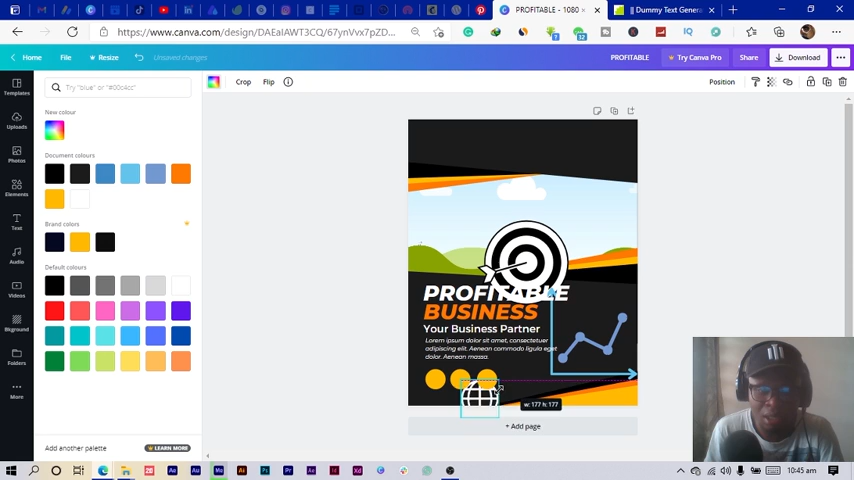 PROFITABLE - 1080 ×
|| Dummy Text Genera
https://www.canva.com/design/DAEaIAWT3CQ/67ynVvx7pZD...
Home
File
Resize
Unsaved changes
PROFITABLE
Try Canva Pro
Share
Download
Crop
Flip
Position
Templates
Uploads
Photos
Elements
Text
Audio
Videos
Bkground
Folders
More
Try "blue" or "#00c4cc"
New colour
Document colours
Brand colors
Default colours
Add another palette
LEARN MORE
PROFITABLE
BUSINESS
Your Business Partner
Lorem ipsum dolor sit amet, consectetuer
adipiscing elit. Aenean commodo ligula eget
dolor. Aenean massa.
w: 177 h: 177
+ Add page
10:45 am